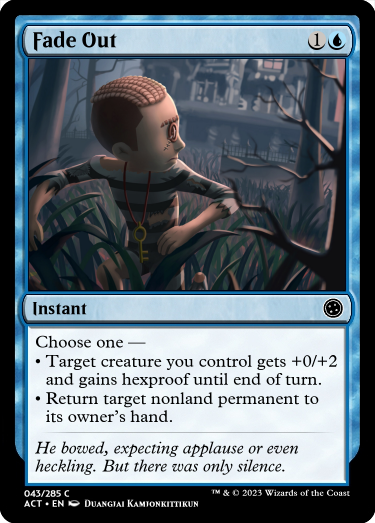 Fade Out 1
Instant
Choose one —
• Target creature you control gets +0/+2
and gains hexproof until end of turn.
• Return target nonland permanent to
its owner's hand.
He bowed, expecting applause or even
heckling. But there was only silence.
043/285 C
ACT • EN Duangjai Kamjonkittikun
™ & © 2023 Wizards of the Coast